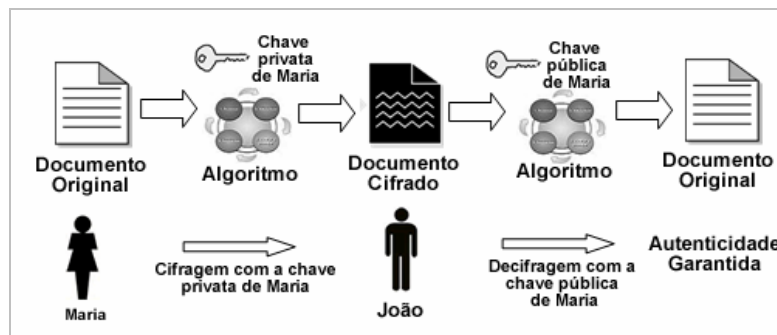 Chave
privata
de Maria
Chave
pública
de Maria
Documento
Original
Algoritmo
Documento
Cifrado
Algoritmo
Documento
Original
Cifragem com a chave
privata de Maria
Decifragem com a
chave pública
de Maria
Autenticidade
Garantida
Maria
João